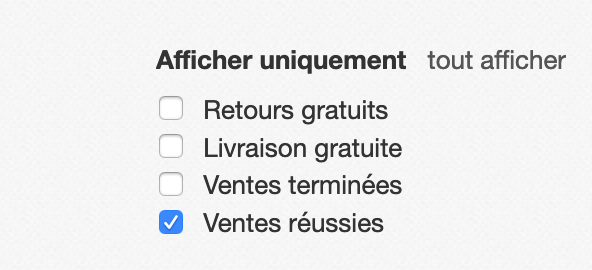 Afficher uniquement tout afficher
Retours gratuits
Livraison gratuite
Ventes terminées
Ventes réussies